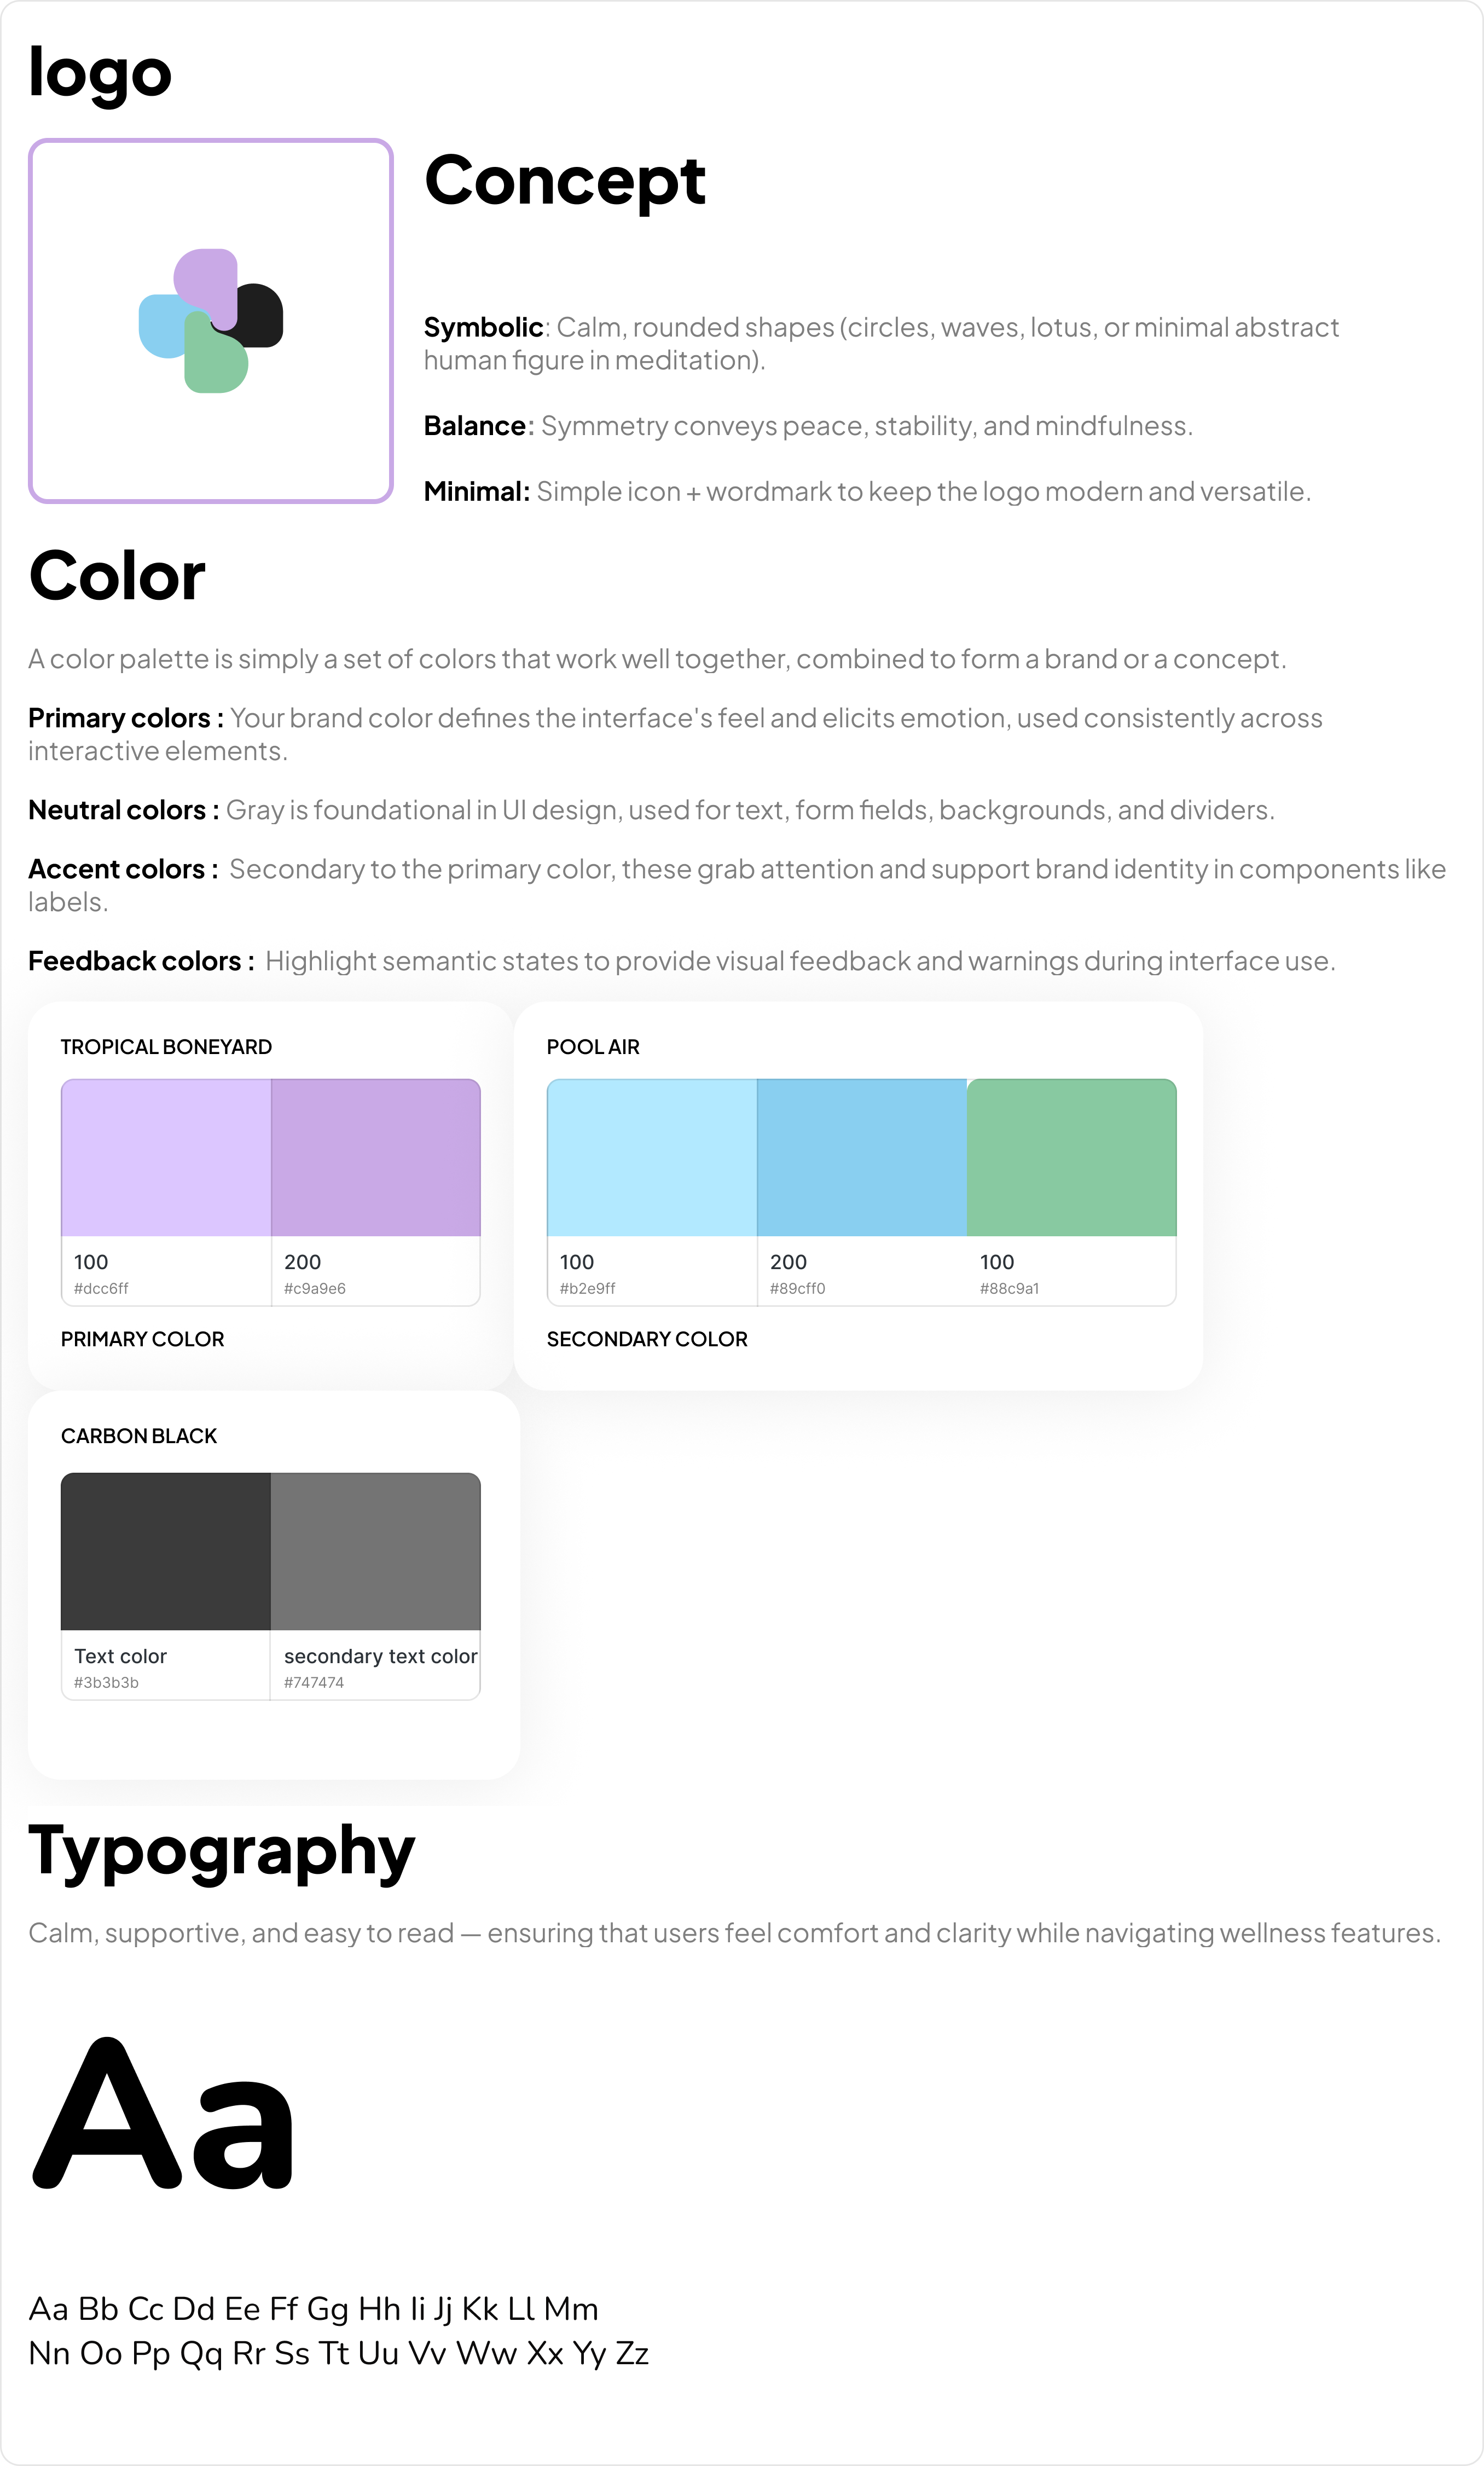 logo
Concept
Symbolic: Calm, rounded shapes (circles, waves, lotus, or minimal abstract
human figure in meditation).
Balance: Symmetry conveys peace, stability, and mindfulness.
Minimal: Simple icon + wordmark to keep the logo modern and versatile.
Color
A color palette is simply a set of colors that work well together, combined to form a brand or a concept.
Primary colors : Your brand color defines the interface's feel and elicits emotion, used consistently across
interactive elements.
Neutral colors : Gray is foundational in UI design, used for text, form fields, backgrounds, and dividers.
Accent colors : Secondary to the primary color, these grab attention and support brand identity in components like
labels.
Feedback colors : Highlight semantic states to provide visual feedback and warnings during interface use.
TROPICAL BONEYARD
100
#dcc6ff
200
#c9a9e6
PRIMARY COLOR
POOL AIR
100
#b2e9ff
200
#89cff0
100
#88c9a1
SECONDARY COLOR
CARBON BLACK
Text color
#3b3b3b
secondary text color
#747474
Typography
Calm, supportive, and easy to read — ensuring that users feel comfort and clarity while navigating wellness features.
Aa
Aa Bb Cc Dd Ee Ff Gg Hh Ii Jj Kk Ll Mm
Nn Oo Pp Qq Rr Ss Tt Uu Vv Ww Xx Yy Zz